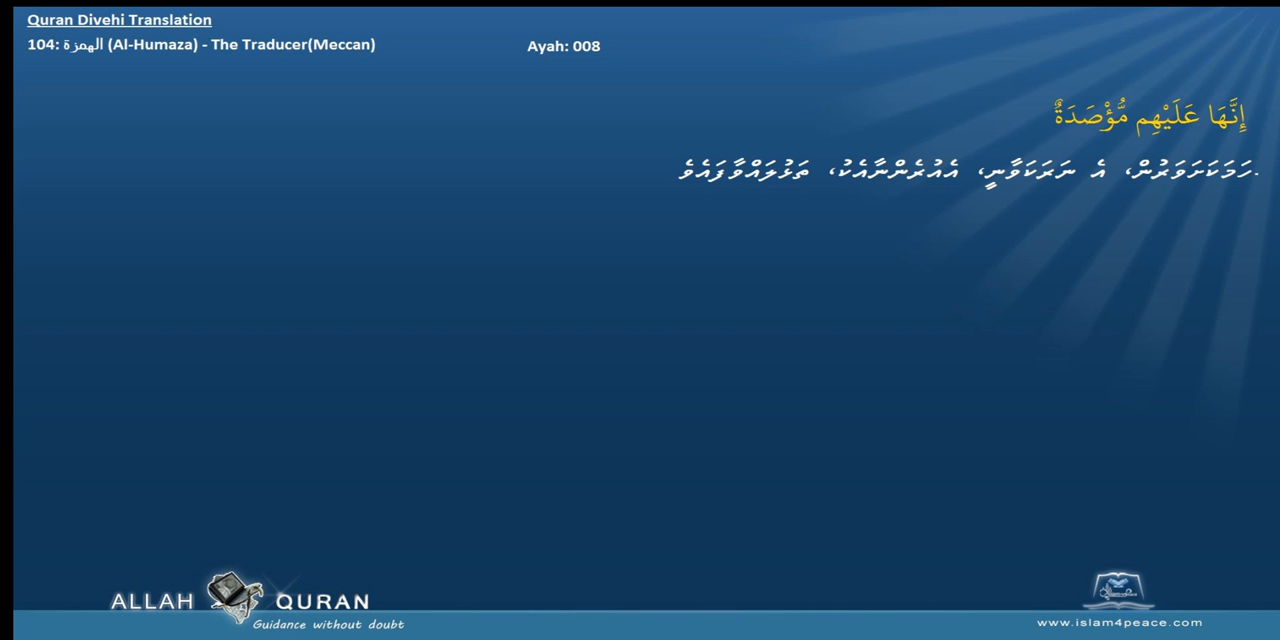 Quran Divehi Translation
104: الهمزة (Al-Humaza) - The Traducer(Meccan)
Ayah: 008
إِنَّهَا عَلَيْهِم مُّؤْصَدَةٌ
ހަމަކަށަވަރުން، އެ ނަރަކަވާނީ، އެއުރެންނާއެކު، ތަޅުލައްވާފައެވެ.
ALLAH QURAN
Guidance without doubt
www.islam4peace.com